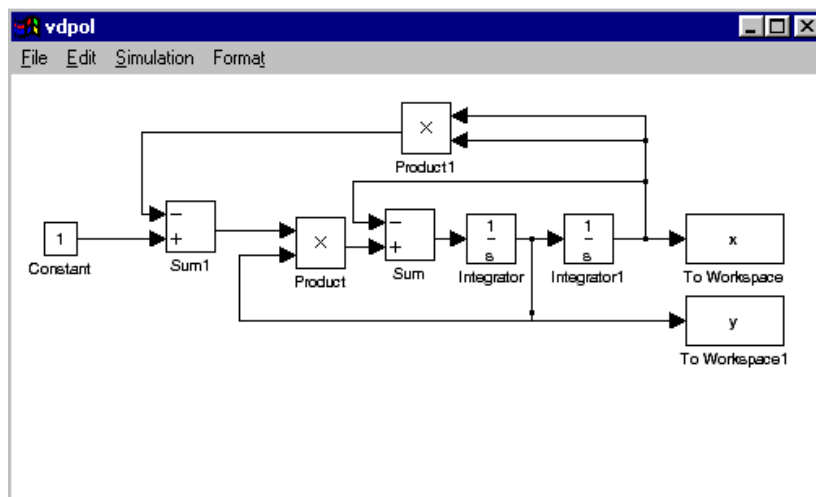 vdpol
File Edit Simulation Format
×
Product1
−
+
Sum1
1
Constant
×
Product
−
+
Sum
1
s
Integrator
1
s
Integrator1
x
To Workspace
y
To Workspace1